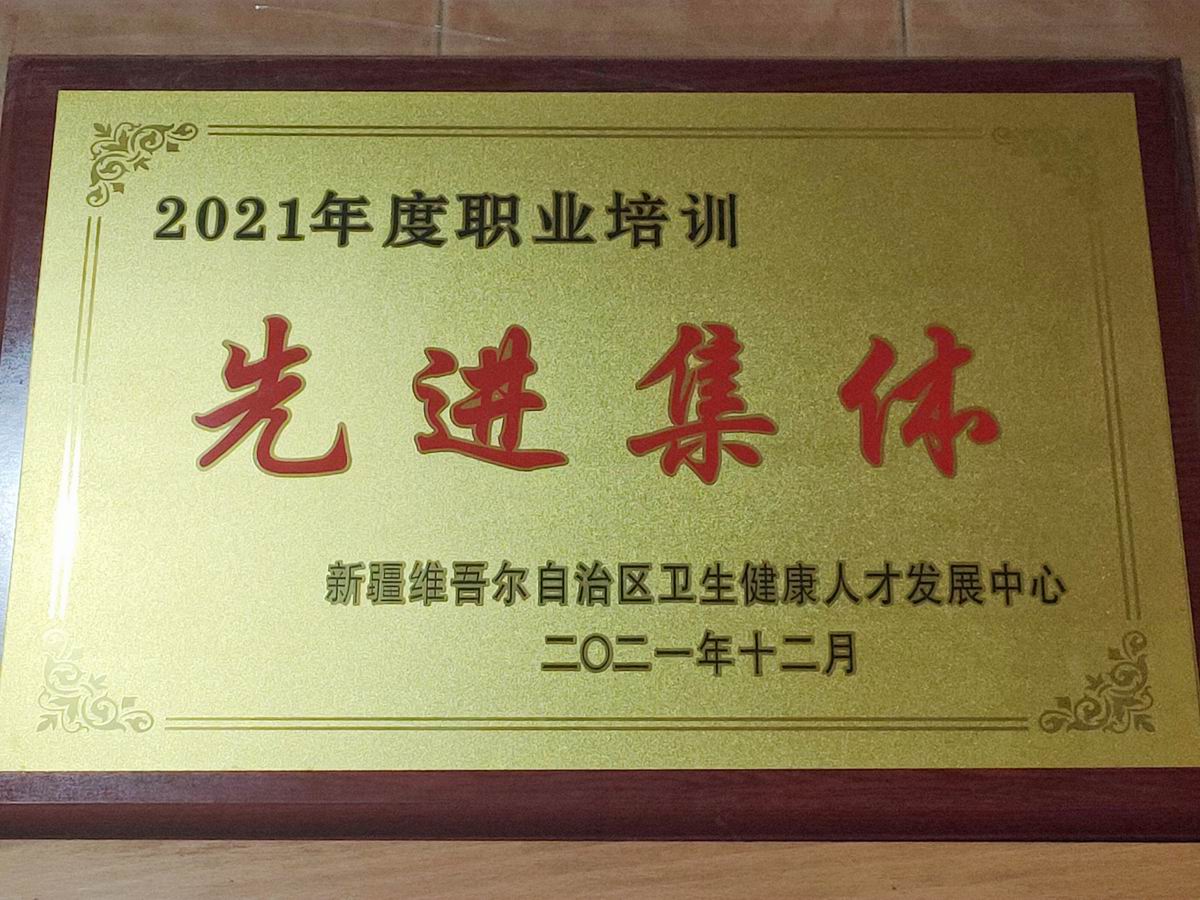 2021年度职业培训
先进集体
新疆维吾尔自治区卫生健康人才发展中心
二〇二一年十二月